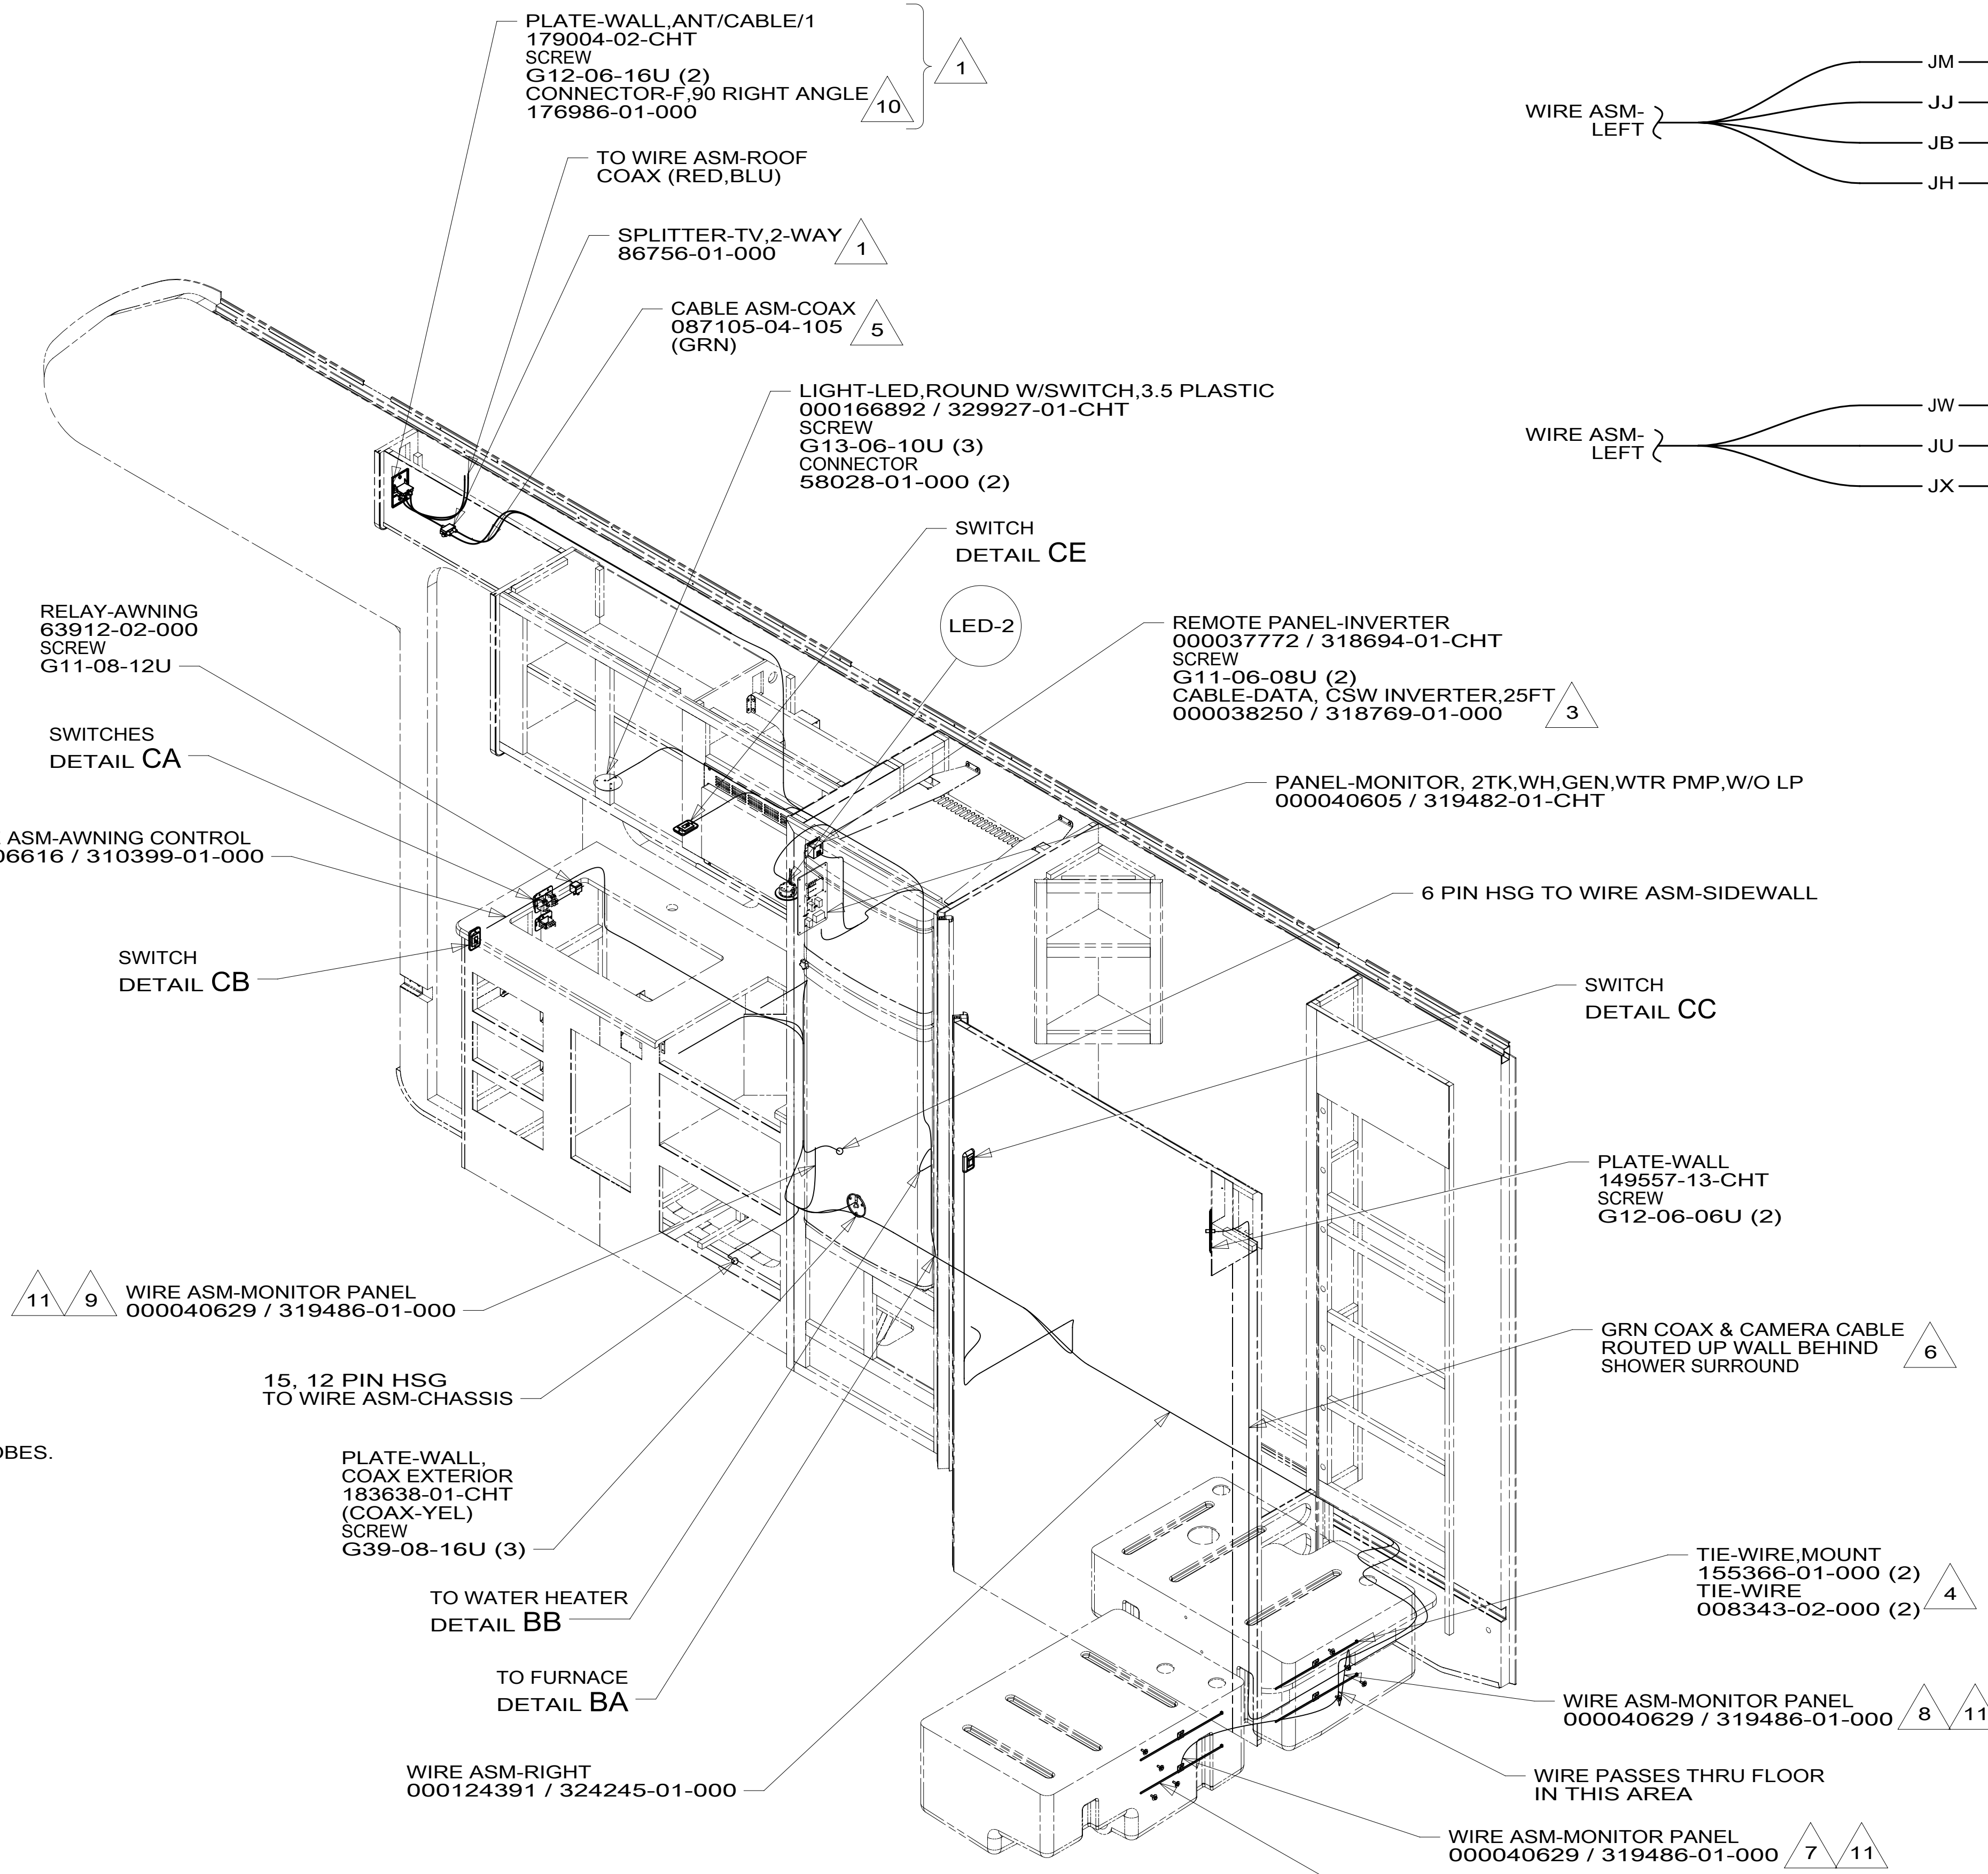 PLATE-WALL,ANT/CABLE/1
179004-02-CHT
SCREW
G12-06-16U (2)
CONNECTOR-F,90 RIGHT ANGLE
176986-01-000
10
1
TO WIRE ASM-ROOF
COAX (RED,BLU)
SPLITTER-TV,2-WAY
86756-01-000
1
CABLE ASM-COAX
087105-04-105
(GRN)
5
LIGHT-LED,ROUND W/SWITCH,3.5 PLASTIC
000166892 / 329927-01-CHT
SCREW
G13-06-10U (3)
CONNECTOR
58028-01-000 (2)
WIRE ASM-
LEFT
JM
JJ
JB
JH
WIRE ASM-
LEFT
JW
JU
JX
SWITCH
DETAIL CE
LED-2
REMOTE PANEL-INVERTER
000037772 / 318694-01-CHT
SCREW
G11-06-08U (2)
CABLE-DATA, CSW INVERTER,25FT
000038250 / 318769-01-000
3
RELAY-AWNING
63912-02-000
SCREW
G11-08-12U
SWITCHES
DETAIL CA
PANEL-MONITOR, 2TK,WH,GEN,WTR PMP,W/O LP
000040605 / 319482-01-CHT
ASM-AWNING CONTROL
06616 / 310399-01-000
6 PIN HSG TO WIRE ASM-SIDEWALL
SWITCH
DETAIL CB
SWITCH
DETAIL CC
PLATE-WALL
149557-13-CHT
SCREW
G12-06-06U (2)
11
9
WIRE ASM-MONITOR PANEL
000040629 / 319486-01-000
GRN COAX & CAMERA CABLE
ROUTED UP WALL BEHIND
SHOWER SURROUND
6
15, 12 PIN HSG
TO WIRE ASM-CHASSIS
OBES.
PLATE-WALL,
COAX EXTERIOR
183638-01-CHT
(COAX-YEL)
SCREW
G39-08-16U (3)
TIE-WIRE,MOUNT
155366-01-000 (2)
TIE-WIRE
008343-02-000 (2)
4
TO WATER HEATER
DETAIL BB
TO FURNACE
DETAIL BA
WIRE ASM-MONITOR PANEL
000040629 / 319486-01-000
8
11
WIRE ASM-RIGHT
000124391 / 324245-01-000
WIRE PASSES THRU FLOOR
IN THIS AREA
WIRE ASM-MONITOR PANEL
000040629 / 319486-01-000
7
11